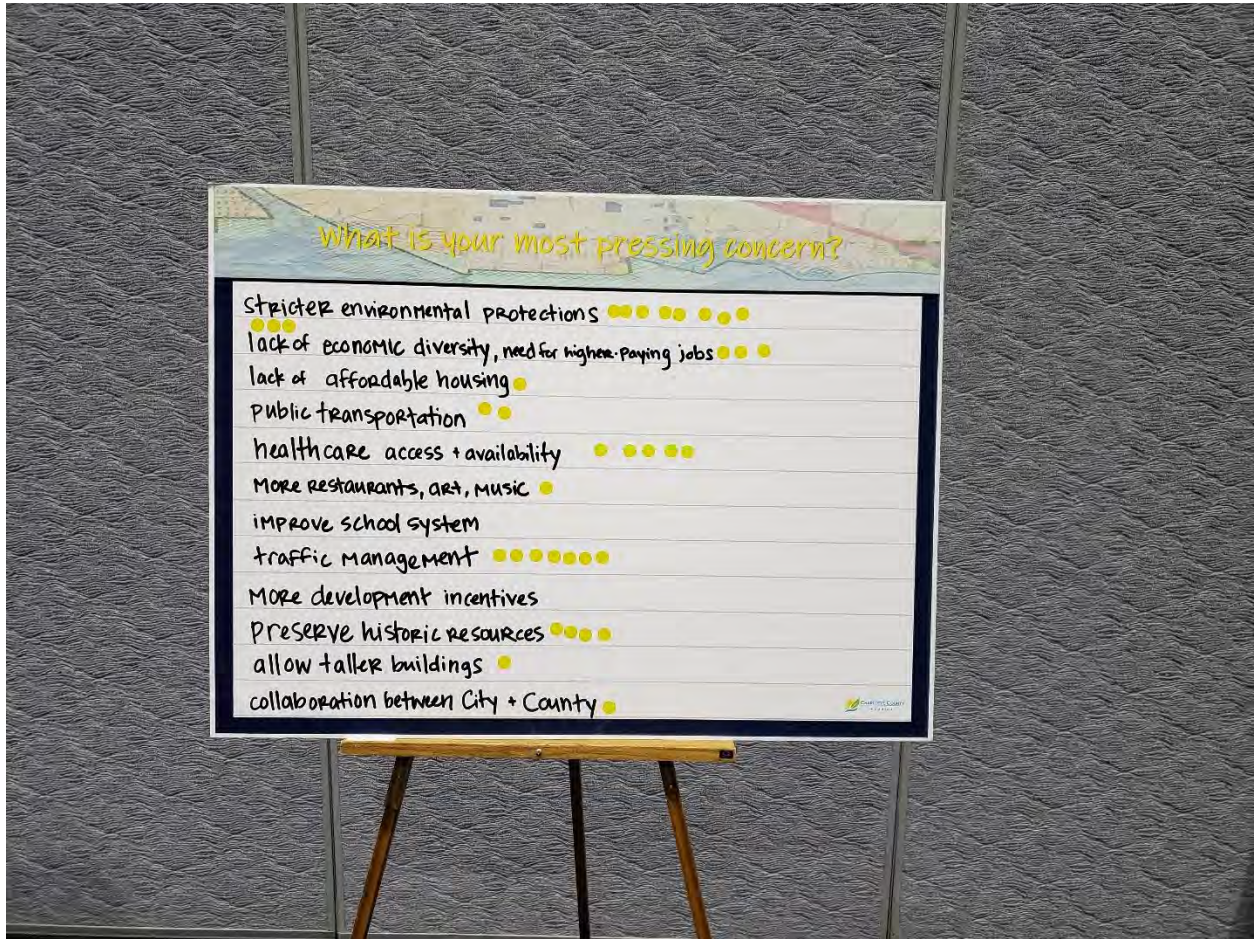 What is your most pressing concern?
stricter environmental protections
lack of economic diversity, need for higher-paying jobs
lack of affordable housing
public transportation
healthcare access + availability
more restaurants, art, music
improve school system
traffic management
more development incentives
preserve historic resources
allow taller buildings
collaboration between City + County